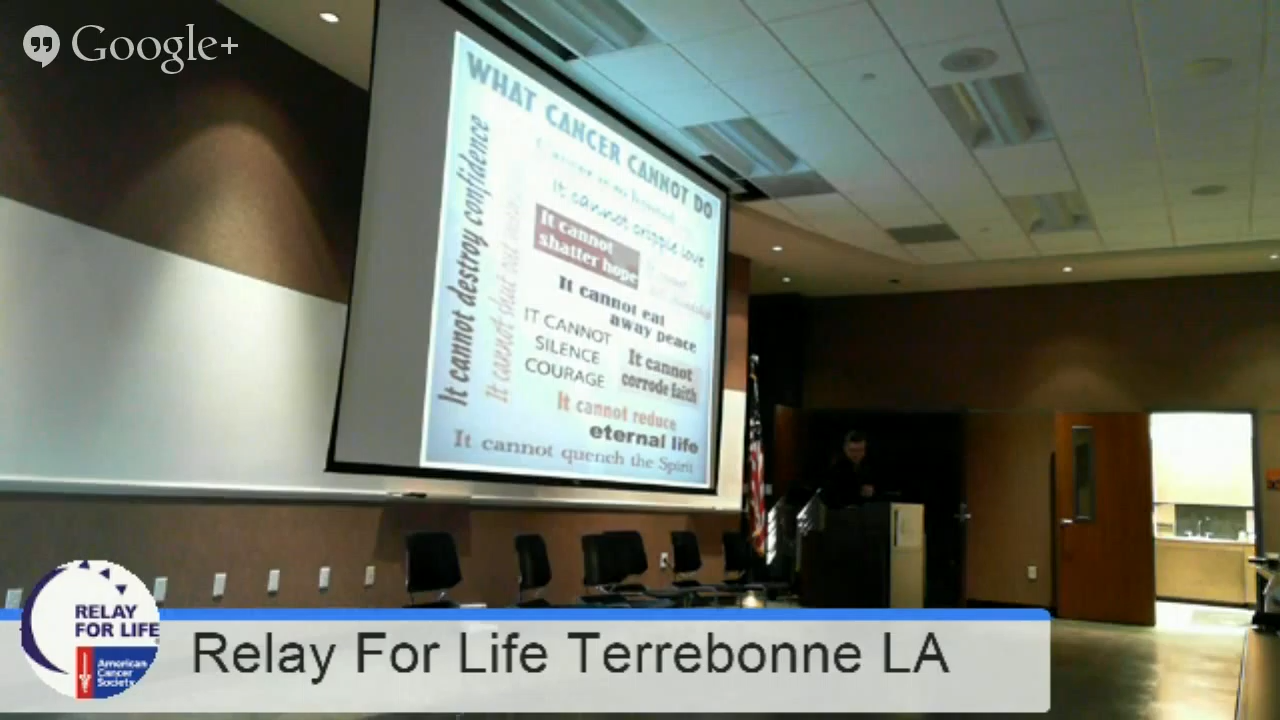 Google+
WHAT CANCER CANNOT DO
It cannot cripple love
It cannot destroy confidence
It cannot
shatter hope
It cannot eat
away peace
IT CANNOT
SILENCE
COURAGE
It cannot
corrode faith
It cannot reduce
eternal life
It cannot quench the Spirit
RELAY
FOR LIFE
American
Cancer
Society
Relay For Life Terrebonne LA